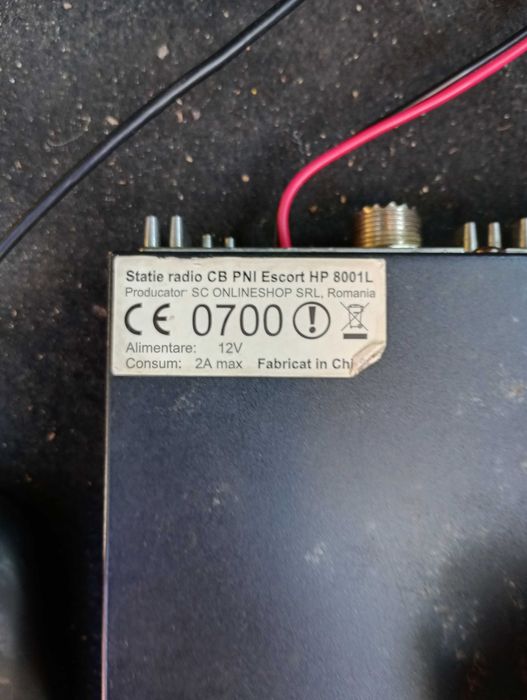 Statie radio CB PNI Escort HP 8001L
Producator SC ONLINESHOP SRL, Romania
CE 0700
Alimentare: 12V
Consum: 2A max Fabricat in Chi